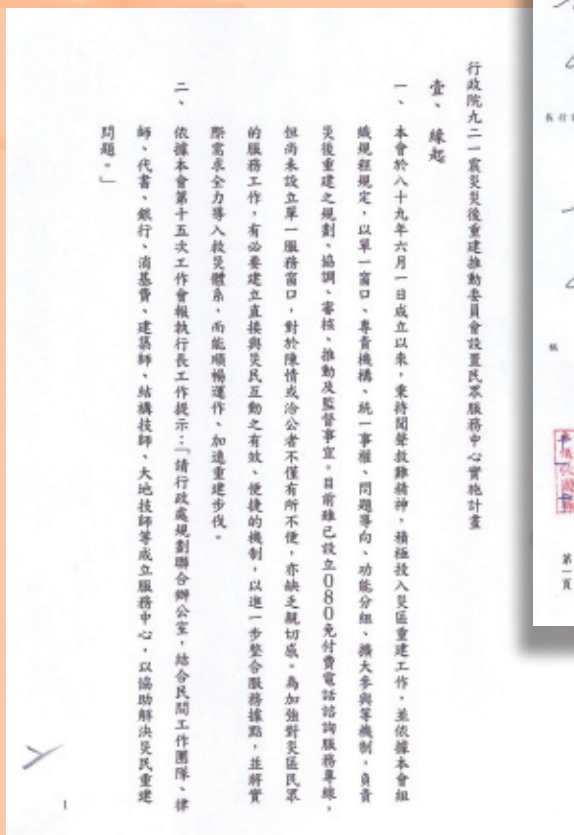 行政院九二一震災災後重建推動委員會設置民眾服務中心實施計畫
壹、緣起
一、本會於八十九年六月一日成立以來，秉持聞聲救難精神，積極投入災區重建工作，並依據本會組
織規程規定，以單一窗口、專責機構、統一事權、問題導向、功能分組、擴大參與等機制，負責
災後重建之規劃、協調、審核、推動及監督事宜。目前雖已設立080免付費電話諮詢服務專線，
但尚未設立單一服務窗口，對於陳情或洽公者不僅有所不便，亦缺乏親切感。為加強對災區民眾
的服務工作，有必要建立直接與災民互動之有效、便捷的機制，以進一步整合服務據點，並將實
際需求全力導入救災體系，而能順暢運作、加速重建步伐。
二、依據本會第十五次工作會報執行長工作提示：「請行政處規劃聯合辦公室，結合民間工作團隊、律
師、代書、銀行、消基費、建築師、結構技師、大地技師等成立服務中心，以協助解決災民重建
問題。」
1
第一頁